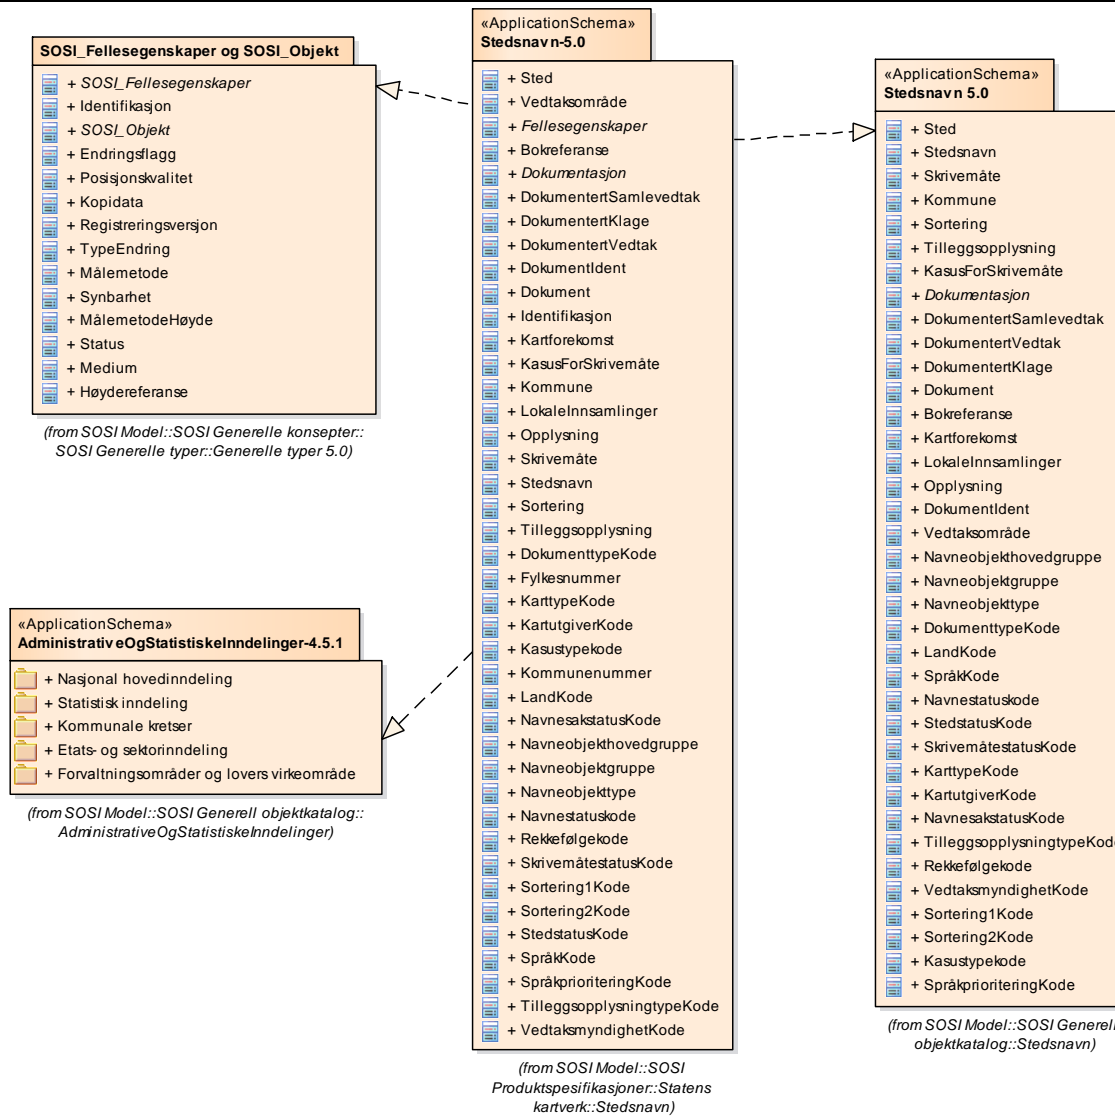 SOSI_Fellesegenskaper og SOSI_Objekt
+ SOSI_Fellesegenskaper
+ Identifikasjon
+ SOSI_Objekt
+ Endringsflagg
+ Posisjonskvalitet
+ Kopidata
+ Registreringsversjon
+ TypeEndring
+ Målemetode
+ Synbarhet
+ MålemetodeHøyde
+ Status
+ Medium
+ Høydereferanse
(from SOSI Model::SOSI Generelle konsepter::
SOSI Generelle typer::Generelle typer 5.0)
«ApplicationSchema»
AdministrativeOgStatistiskeInndelinger-4.5.1
+ Nasjonal hovedinndeling
+ Statistisk inndeling
+ Kommunale kretser
+ Etats- og sektorinndeling
+ Forvaltningsområder og lovers virkeområde
(from SOSI Model::SOSI Generell objektkatalog::
AdministrativeOgStatistiskeInndelinger)
«ApplicationSchema»
Stedsnavn-5.0
+ Sted
+ Vedtaksområde
+ Fellesegenskaper
+ Bokreferanse
+ Dokumentasjon
+ DokumentertSamlevedtak
+ DokumentertKlage
+ DokumentertVedtak
+ DokumentIdent
+ Dokument
+ Identifikasjon
+ Kartforekomst
+ KasusForSkrivemåte
+ Kommune
+ LokaleInnsamlinger
+ Opplysning
+ Skrivemåte
+ Stedsnavn
+ Sortering
+ Tilleggsopplysning
+ DokumenttypeKode
+ Fylkesnummer
+ KarttypeKode
+ KartutgiverKode
+ Kasustypekode
+ Kommunenummer
+ LandKode
+ NavnesakstatusKode
+ Navneobjekthovedgruppe
+ Navneobjektgruppe
+ Navneobjekttype
+ Navnestatuskode
+ Rekkefølgekode
+ SkrivemåtestatusKode
+ Sortering1Kode
+ Sortering2Kode
+ StedstatusKode
+ SpråkKode
+ SpråkprioriteringKode
+ TilleggsopplysningtypeKode
+ VedtaksmyndighetKode
(from SOSI Model::SOSI
Produktspesifikasjoner::Statens
kartverk::Stedsnavn)
«ApplicationSchema»
Stedsnavn 5.0
+ Sted
+ Stedsnavn
+ Skrivemåte
+ Kommune
+ Sortering
+ Tilleggsopplysning
+ KasusForSkrivemåte
+ Dokumentasjon
+ DokumentertSamlevedtak
+ DokumentertVedtak
+ DokumentertKlage
+ Dokument
+ Bokreferanse
+ Kartforekomst
+ LokaleInnsamlinger
+ Opplysning
+ DokumentIdent
+ Vedtaksområde
+ Navneobjekthovedgruppe
+ Navneobjektgruppe
+ Navneobjekttype
+ DokumenttypeKode
+ LandKode
+ SpråkKode
+ Navnestatuskode
+ StedstatusKode
+ SkrivemåtestatusKode
+ KarttypeKode
+ KartutgiverKode
+ NavnesakstatusKode
+ TilleggsopplysningtypeKode
+ Rekkefølgekode
+ VedtaksmyndighetKode
+ Sortering1Kode
+ Sortering2Kode
+ Kasustypekode
+ SpråkprioriteringKode
(from SOSI Model::SOSI Generell
objektkatalog::Stedsnavn)